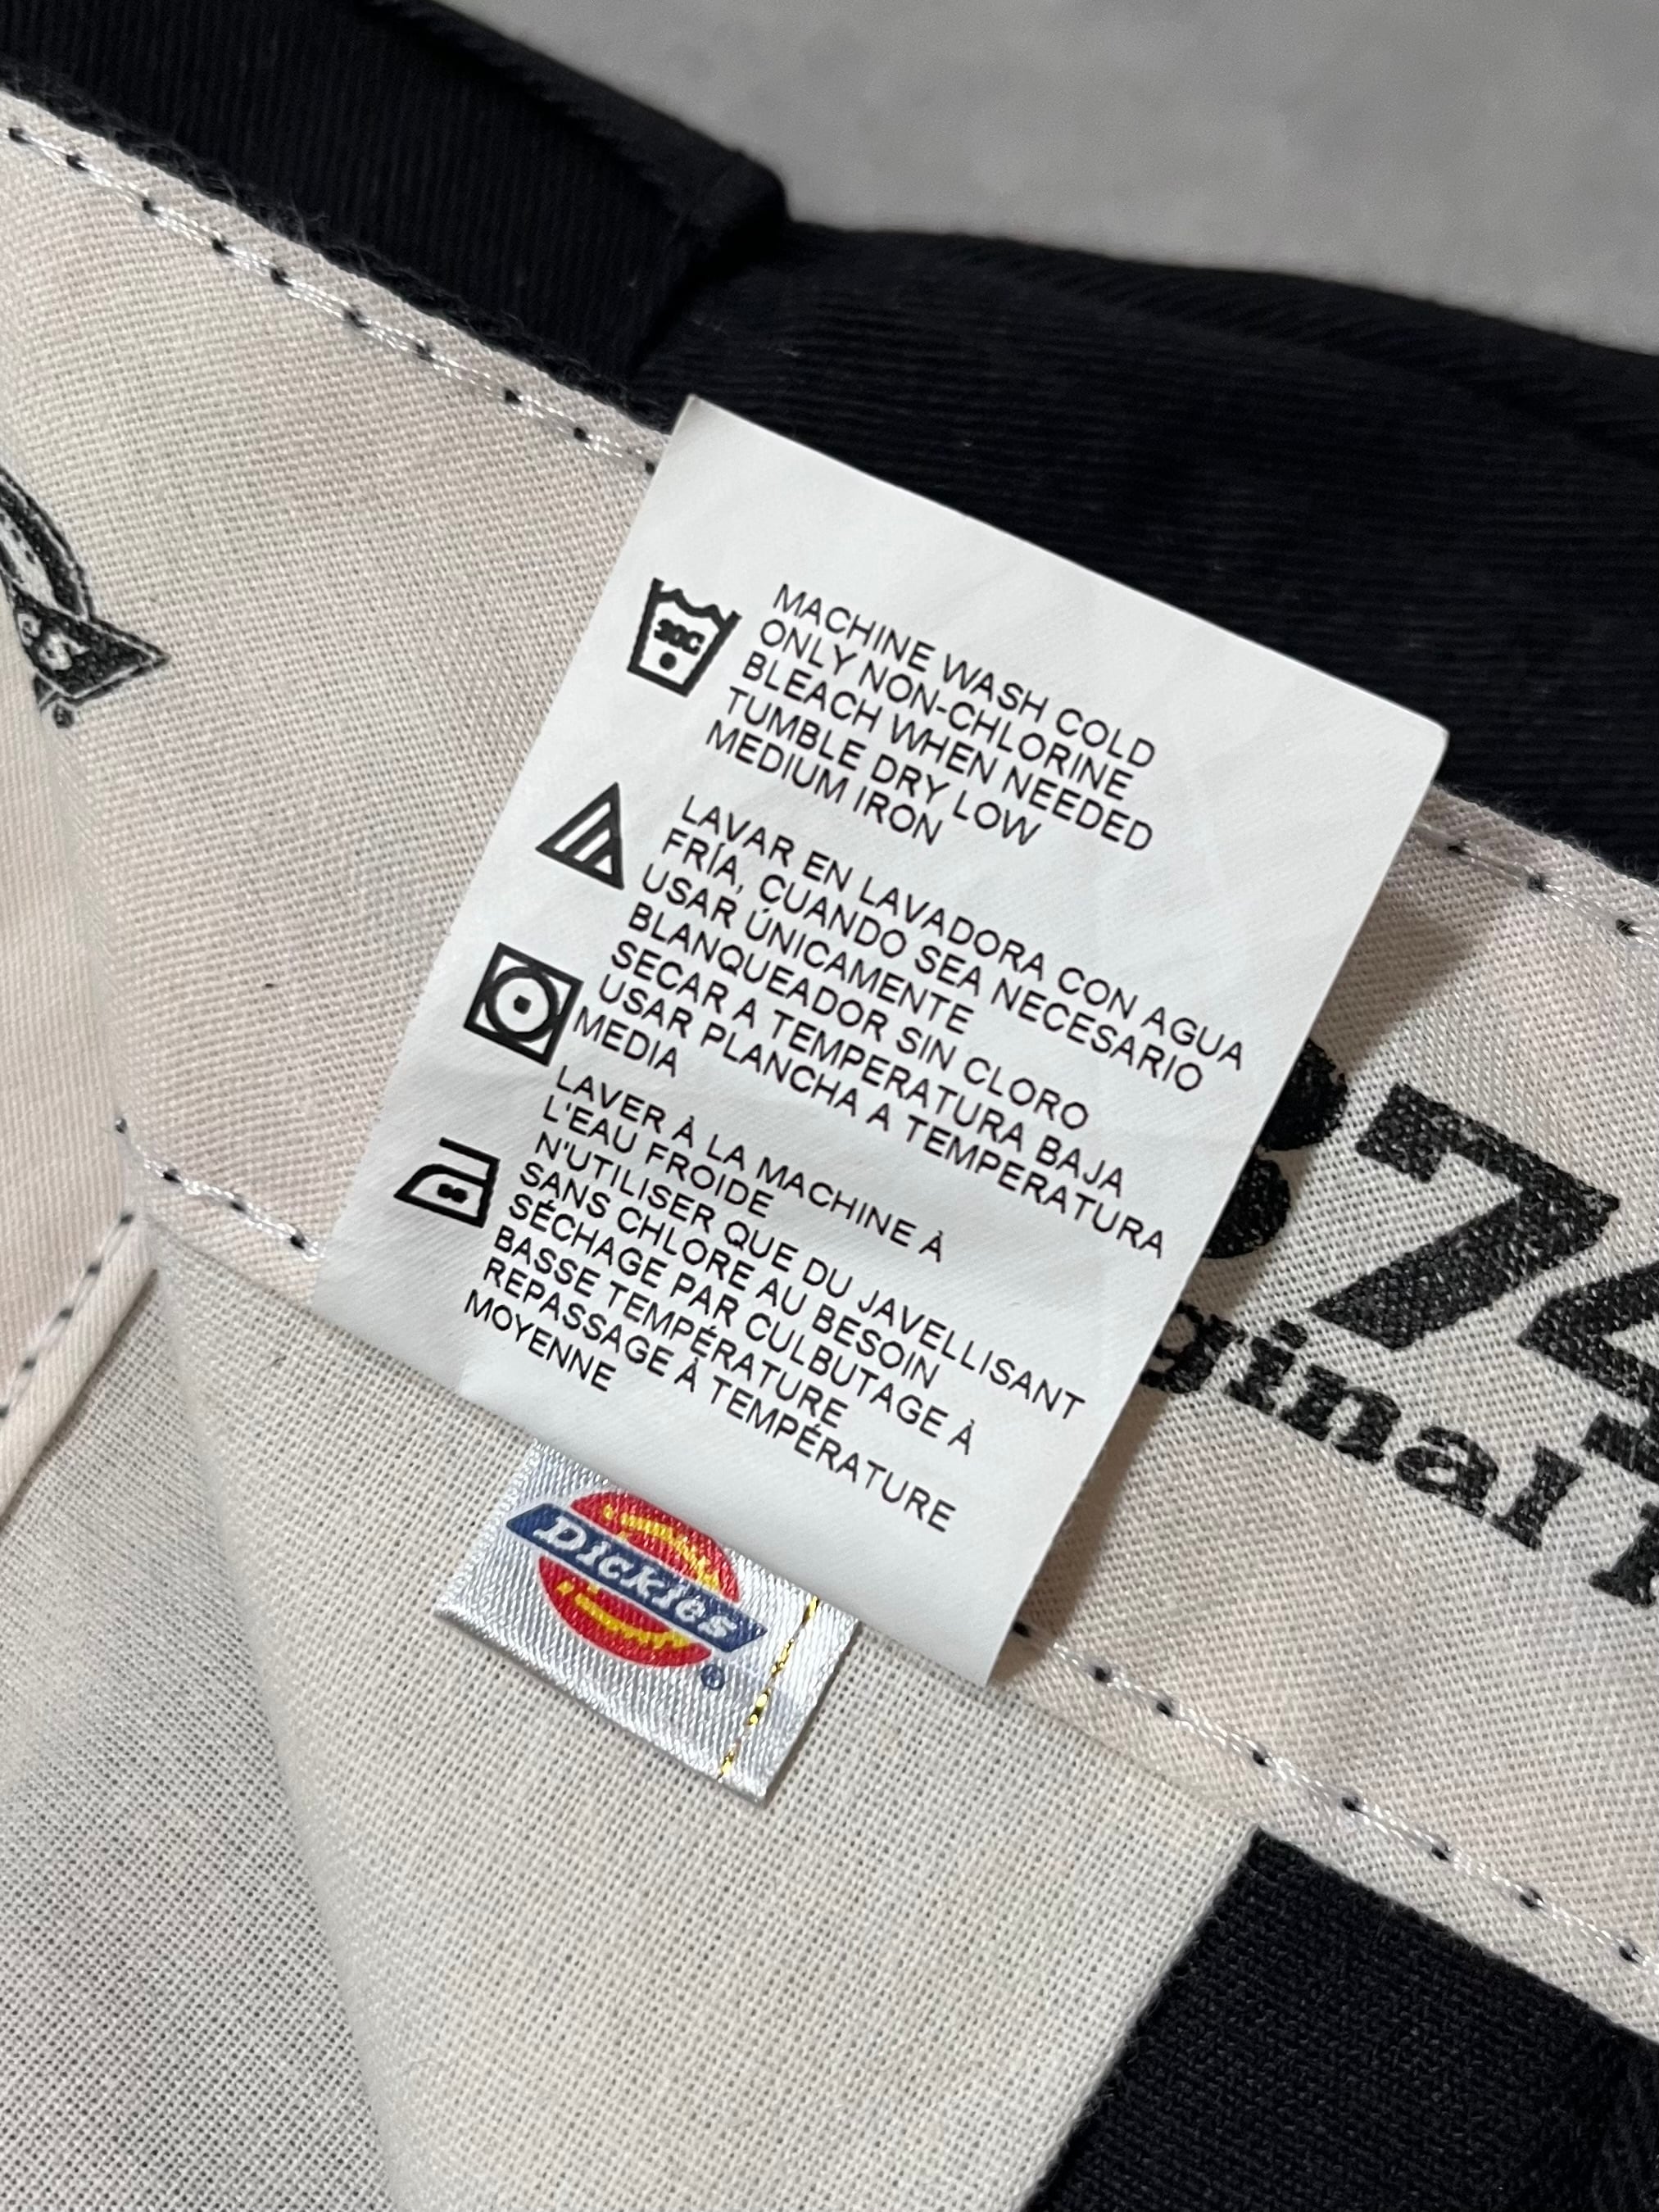 MACHINE WASH COLD
ONLY NON-CHLORINE
BLEACH WHEN NEEDED
TUMBLE DRY LOW
MEDIUM IRON
30C
LAVAR EN LAVADORA CON AGUA
FRÍA, CUANDO SEA NECESARIO
USAR ÚNICAMENTE
BLANQUEADOR SIN CLORO
SECAR A TEMPERATURA BAJA
USAR PLANCHA A TEMPERATURA
MEDIA
LAVER À LA MACHINE À
L'EAU FROIDE
N'UTILISER QUE DU JAVELLISANT
SANS CHLORE AU BESOIN
SÉCHAGE PAR CULBUTAGE À
BASSE TEMPÉRATURE
REPASSAGE À TEMPÉRATURE
MOYENNE
Dickies®